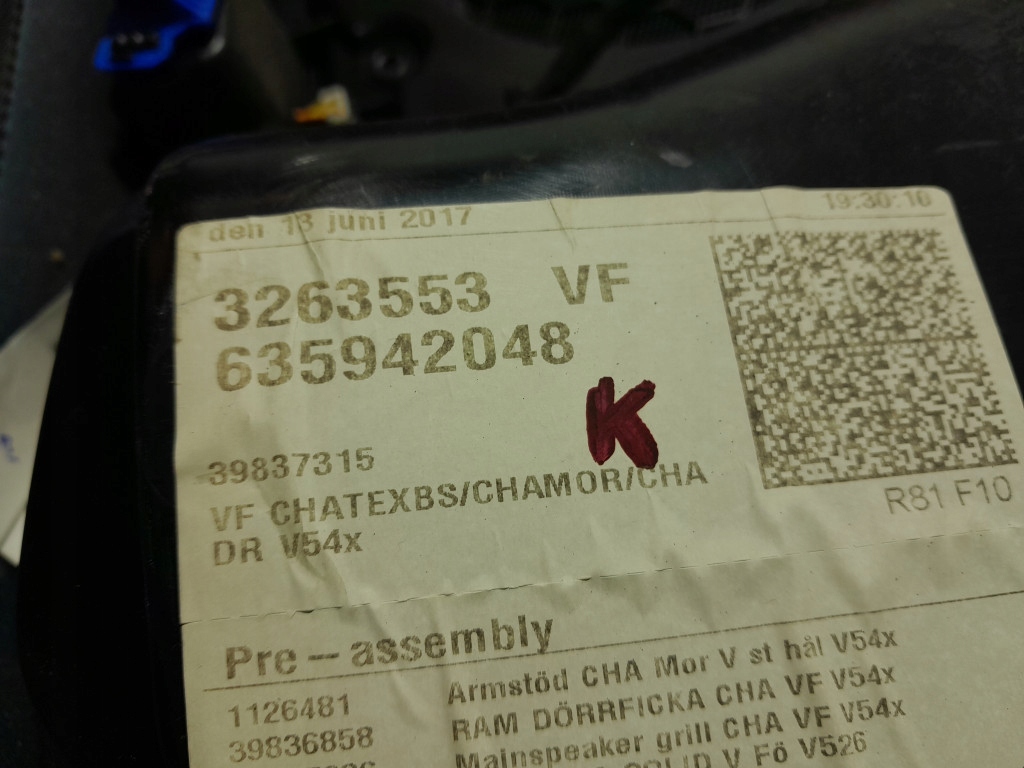 den 13 juni 2017 19:30:10
3263553 VF
635942048
K
39837315
VF CHATEXBS/CHAMOR/CHA
DR V54x
R81 F10
Pre-assembly
1126481 Armstöd CHA Mor V st hål V54x
39836858 RAM DÖRRFICKA CHA VF V54x
Mainspeaker grill CHA VF V54x
V Fö V526